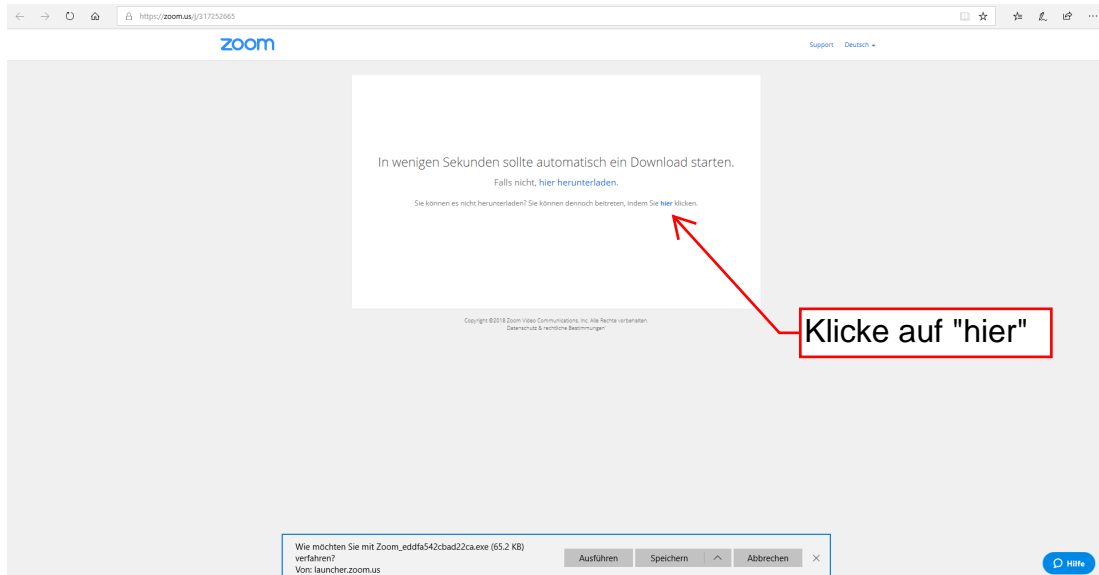 https://zoom.us/j/317252665
zoom
Support Deutsch
In wenigen Sekunden sollte automatisch ein Download starten.
Falls nicht, hier herunterladen.
Sie können es nicht herunterladen? Sie können dennoch beitreten, indem Sie hier klicken.
Klicke auf "hier"
Copyright ©2018 Zoom Video Communications, Inc. Alle Rechte vorbehalten.
Datenschutz & rechtliche Bestimmungen
Wie möchten Sie mit Zoom_eddfa542cbad22ca.exe (65.2 KB)
verfahren?
Von: launcher.zoom.us
Ausführen Speichern Abbrechen
Hilfe